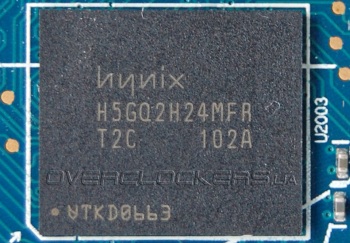 hynix
H5GQ2H24MFR
T2C 102A
OVERCLOCKERS.UA
VTKD0663
U2003